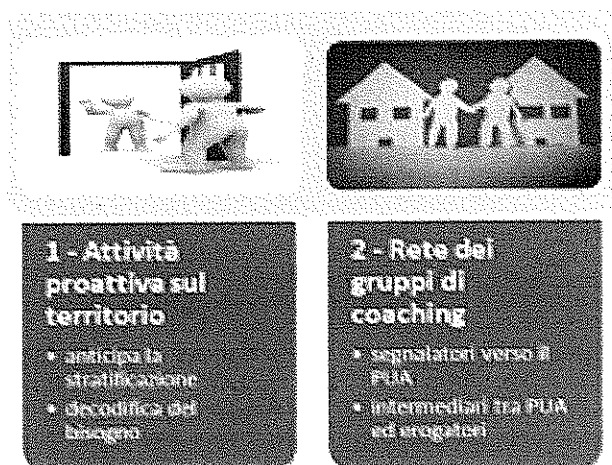 1 - Attività
proattiva sul
territorio
• anticipa la
stratificazione
• decodifica del
bisogno
2 - Rete dei
gruppi di
coaching
• segnalatori verso il
PUA
• intermediari tra PUA
ed erogatori